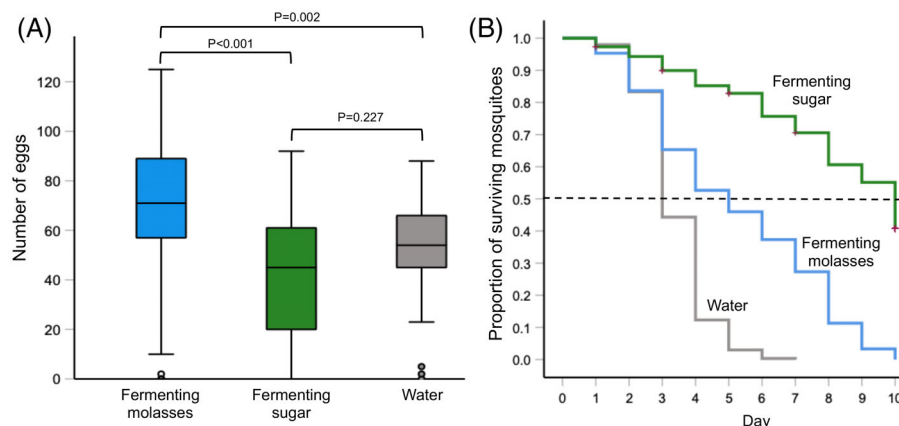 (A)
P=0.002
P<0.001
P=0.227
Number of eggs
120
100
80
60
40
20
0
Fermenting
molasses
Fermenting
sugar
Water
(B)
Proportion of surviving mosquitoes
1.0
0.9
0.8
0.7
0.6
0.5
0.4
0.3
0.2
0.1
0.0
Fermenting
sugar
Fermenting
molasses
Water
0 1 2 3 4 5 6 7 8 9 10
Day